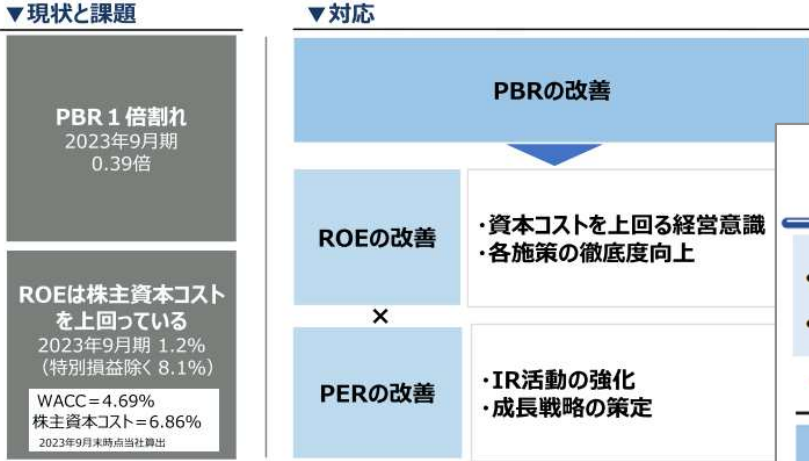 ▼現状と課題
PBR１倍割れ
2023年9月期
0.39倍
ROEは株主資本コスト
を上回っている
2023年9月期 1.2%
（特別損益除く 8.1%）
WACC＝4.69%
株主資本コスト＝6.86%
2023年9月末時点当社算出
▼対応
PBRの改善
ROEの改善
・資本コストを上回る経営意識
・各施策の徹底度向上
×
PERの改善
・IR活動の強化
・成長戦略の策定